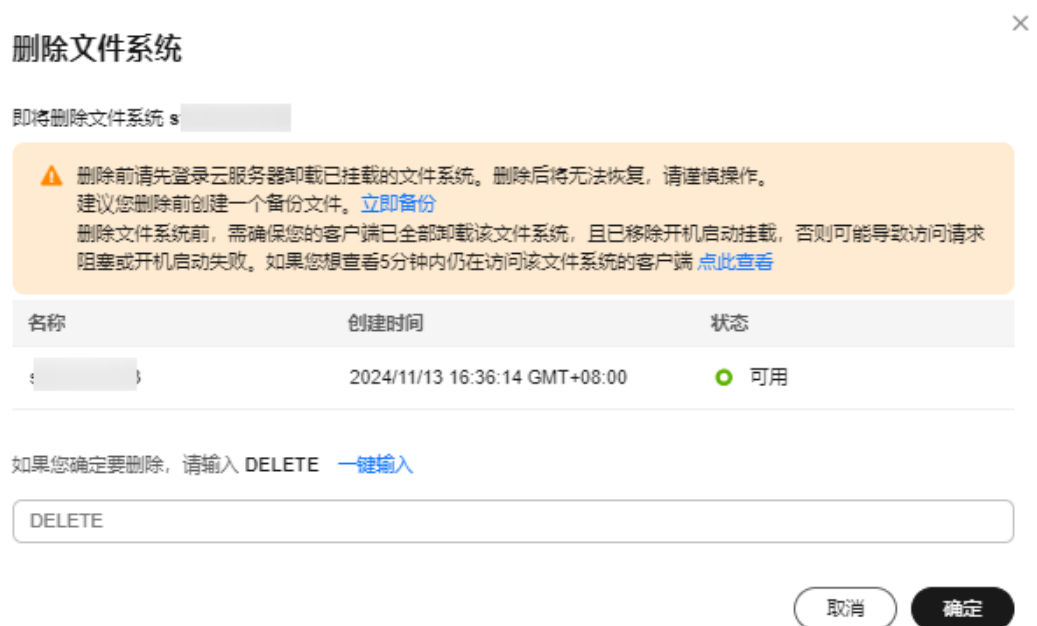 删除文件系统
即将删除文件系统 s
删除前请先登录云服务器卸载已挂载的文件系统。删除后将无法恢复，请谨慎操作。
建议您删除前创建一个备份文件。立即备份
删除文件系统前，需确保您的客户端已全部卸载该文件系统，且已移除开机启动挂载，否则可能导致访问请求
阻塞或开机启动失败。如果您想查看5分钟内仍在访问该文件系统的客户端 点此查看
名称 创建时间 状态
2024/11/13 16:36:14 GMT+08:00 可用
如果您确定要删除，请输入 DELETE 一键输入
DELETE
取消 确定